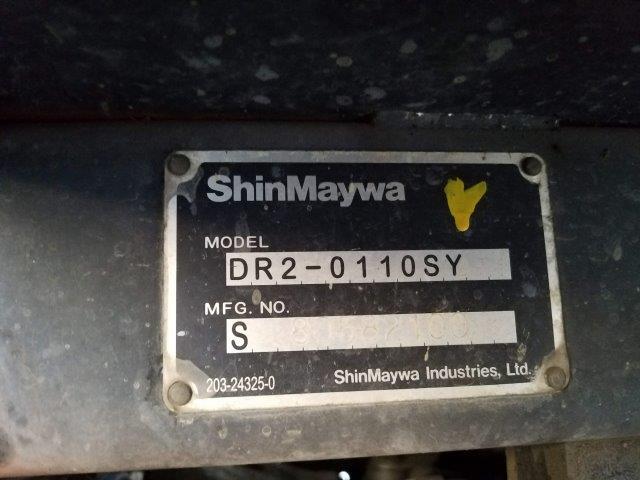 ShinMaywa
MODEL
DR2-0110SY
MFG. NO.
S
203-24325-0
ShinMaywa Industries, Ltd.